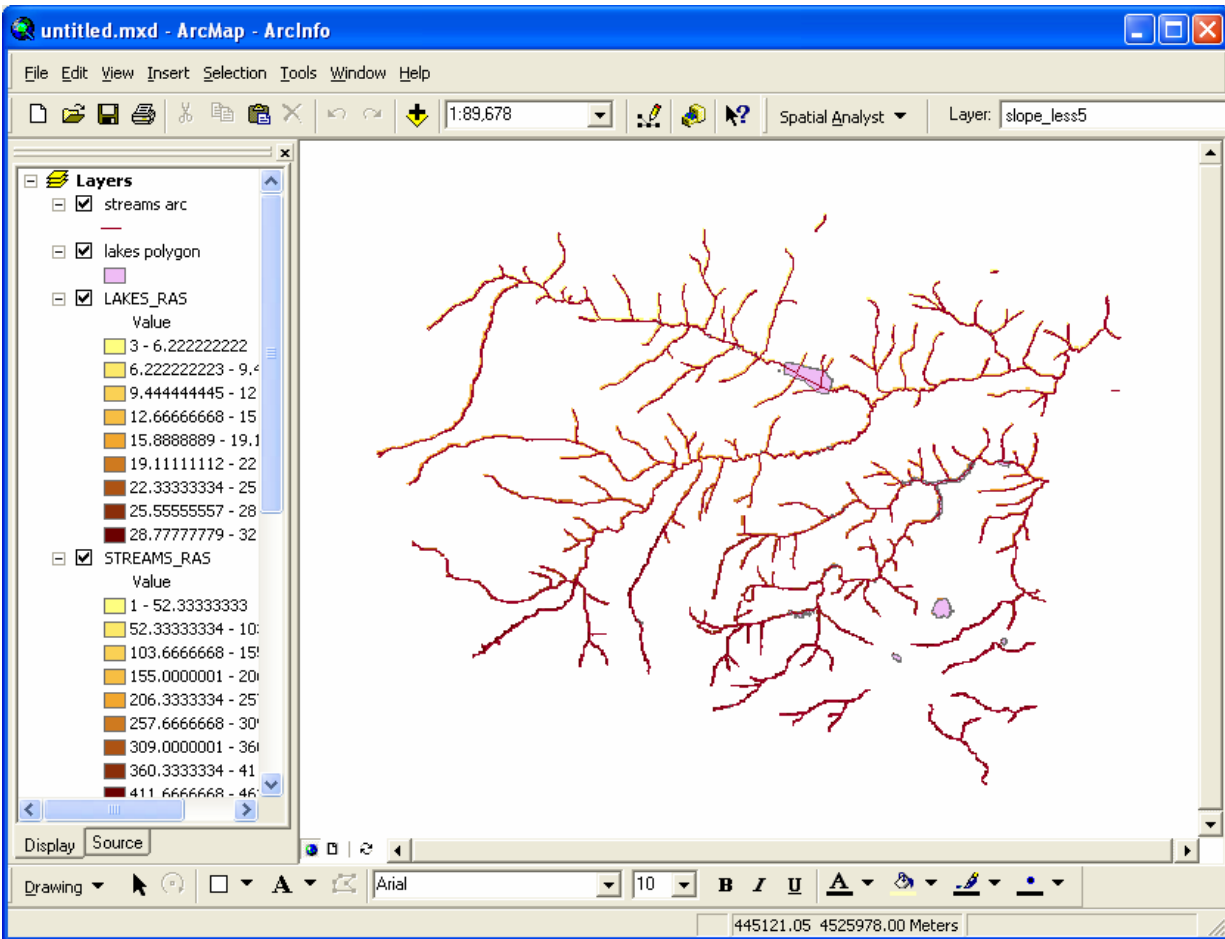 untitled.mxd - ArcMap - ArcInfo
File Edit View Insert Selection Tools Window Help
1:89,678
Spatial Analyst
Layer: slope_less5
Layers
streams arc
lakes polygon
LAKES_RAS
Value
3 - 6.222222222
6.222222223 - 9.4
9.444444445 - 12
12.66666668 - 15
15.8888889 - 19.1
19.11111112 - 22
22.33333334 - 25
25.55555557 - 28
28.77777779 - 32
STREAMS_RAS
Value
1 - 52.33333333
52.33333334 - 10
103.6666668 - 15
155.0000001 - 20
206.3333334 - 25
257.6666668 - 30
309.0000001 - 36
360.3333334 - 41
411.6666668 - 46
Display Source
Drawing A Arial 10 B I U A
445121.05 4525978.00 Meters